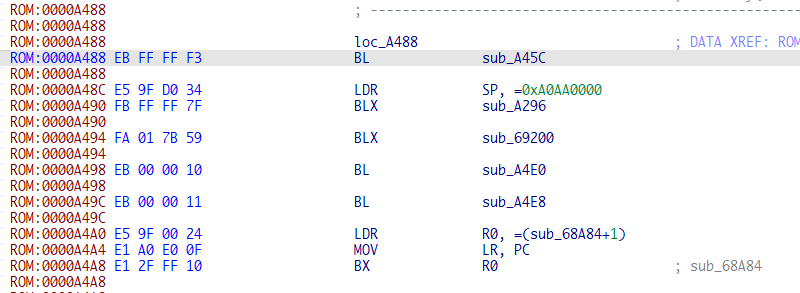 ROM:0000A488 ; ---------------------------------------------------------
ROM:0000A488
ROM:0000A488 loc_A488 ; DATA XREF: ROM
ROM:0000A488 EB FF FF F3 BL sub_A45C
ROM:0000A488
ROM:0000A48C E5 9F D0 34 LDR SP, =0xA0AA0000
ROM:0000A490 FB FF FF 7F BLX sub_A296
ROM:0000A490
ROM:0000A494 FA 01 7B 59 BLX sub_69200
ROM:0000A494
ROM:0000A498 EB 00 00 10 BL sub_A4E0
ROM:0000A498
ROM:0000A49C EB 00 00 11 BL sub_A4E8
ROM:0000A49C
ROM:0000A4A0 E5 9F 00 24 LDR R0, =(sub_68A84+1)
ROM:0000A4A4 E1 A0 E0 0F MOV LR, PC
ROM:0000A4A8 E1 2F FF 10 BX R0 ; sub_68A84
ROM:0000A4A8